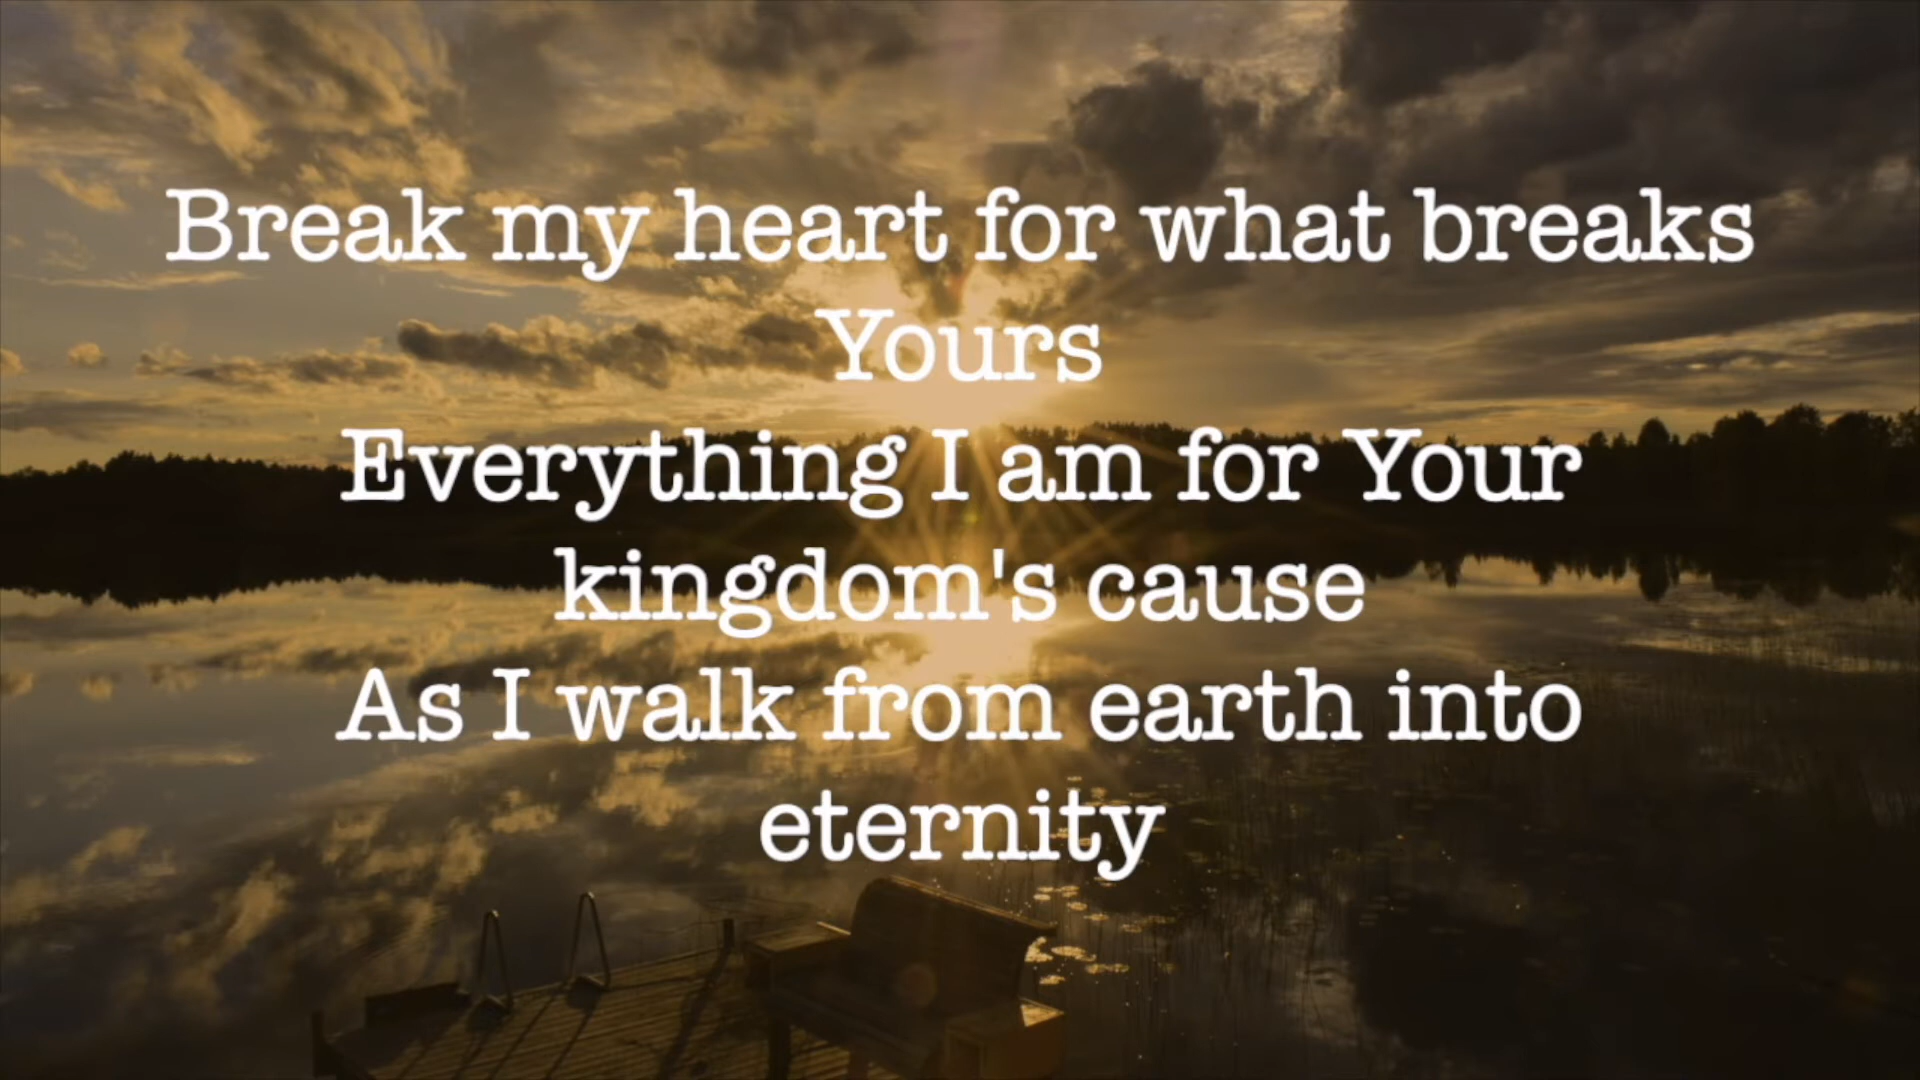 Break my heart for what breaks
Yours
Everything I am for Your
kingdom's cause
As I walk from earth into
eternity